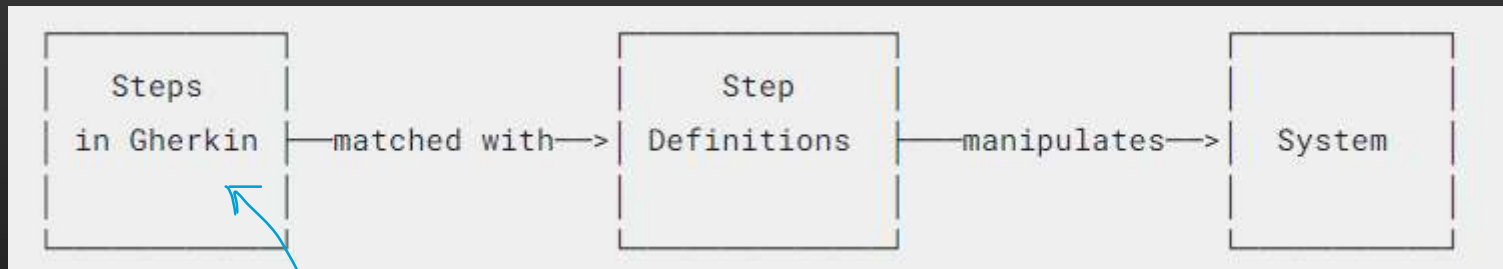 Steps
in Gherkin
matched with
Step
Definitions
manipulates
System